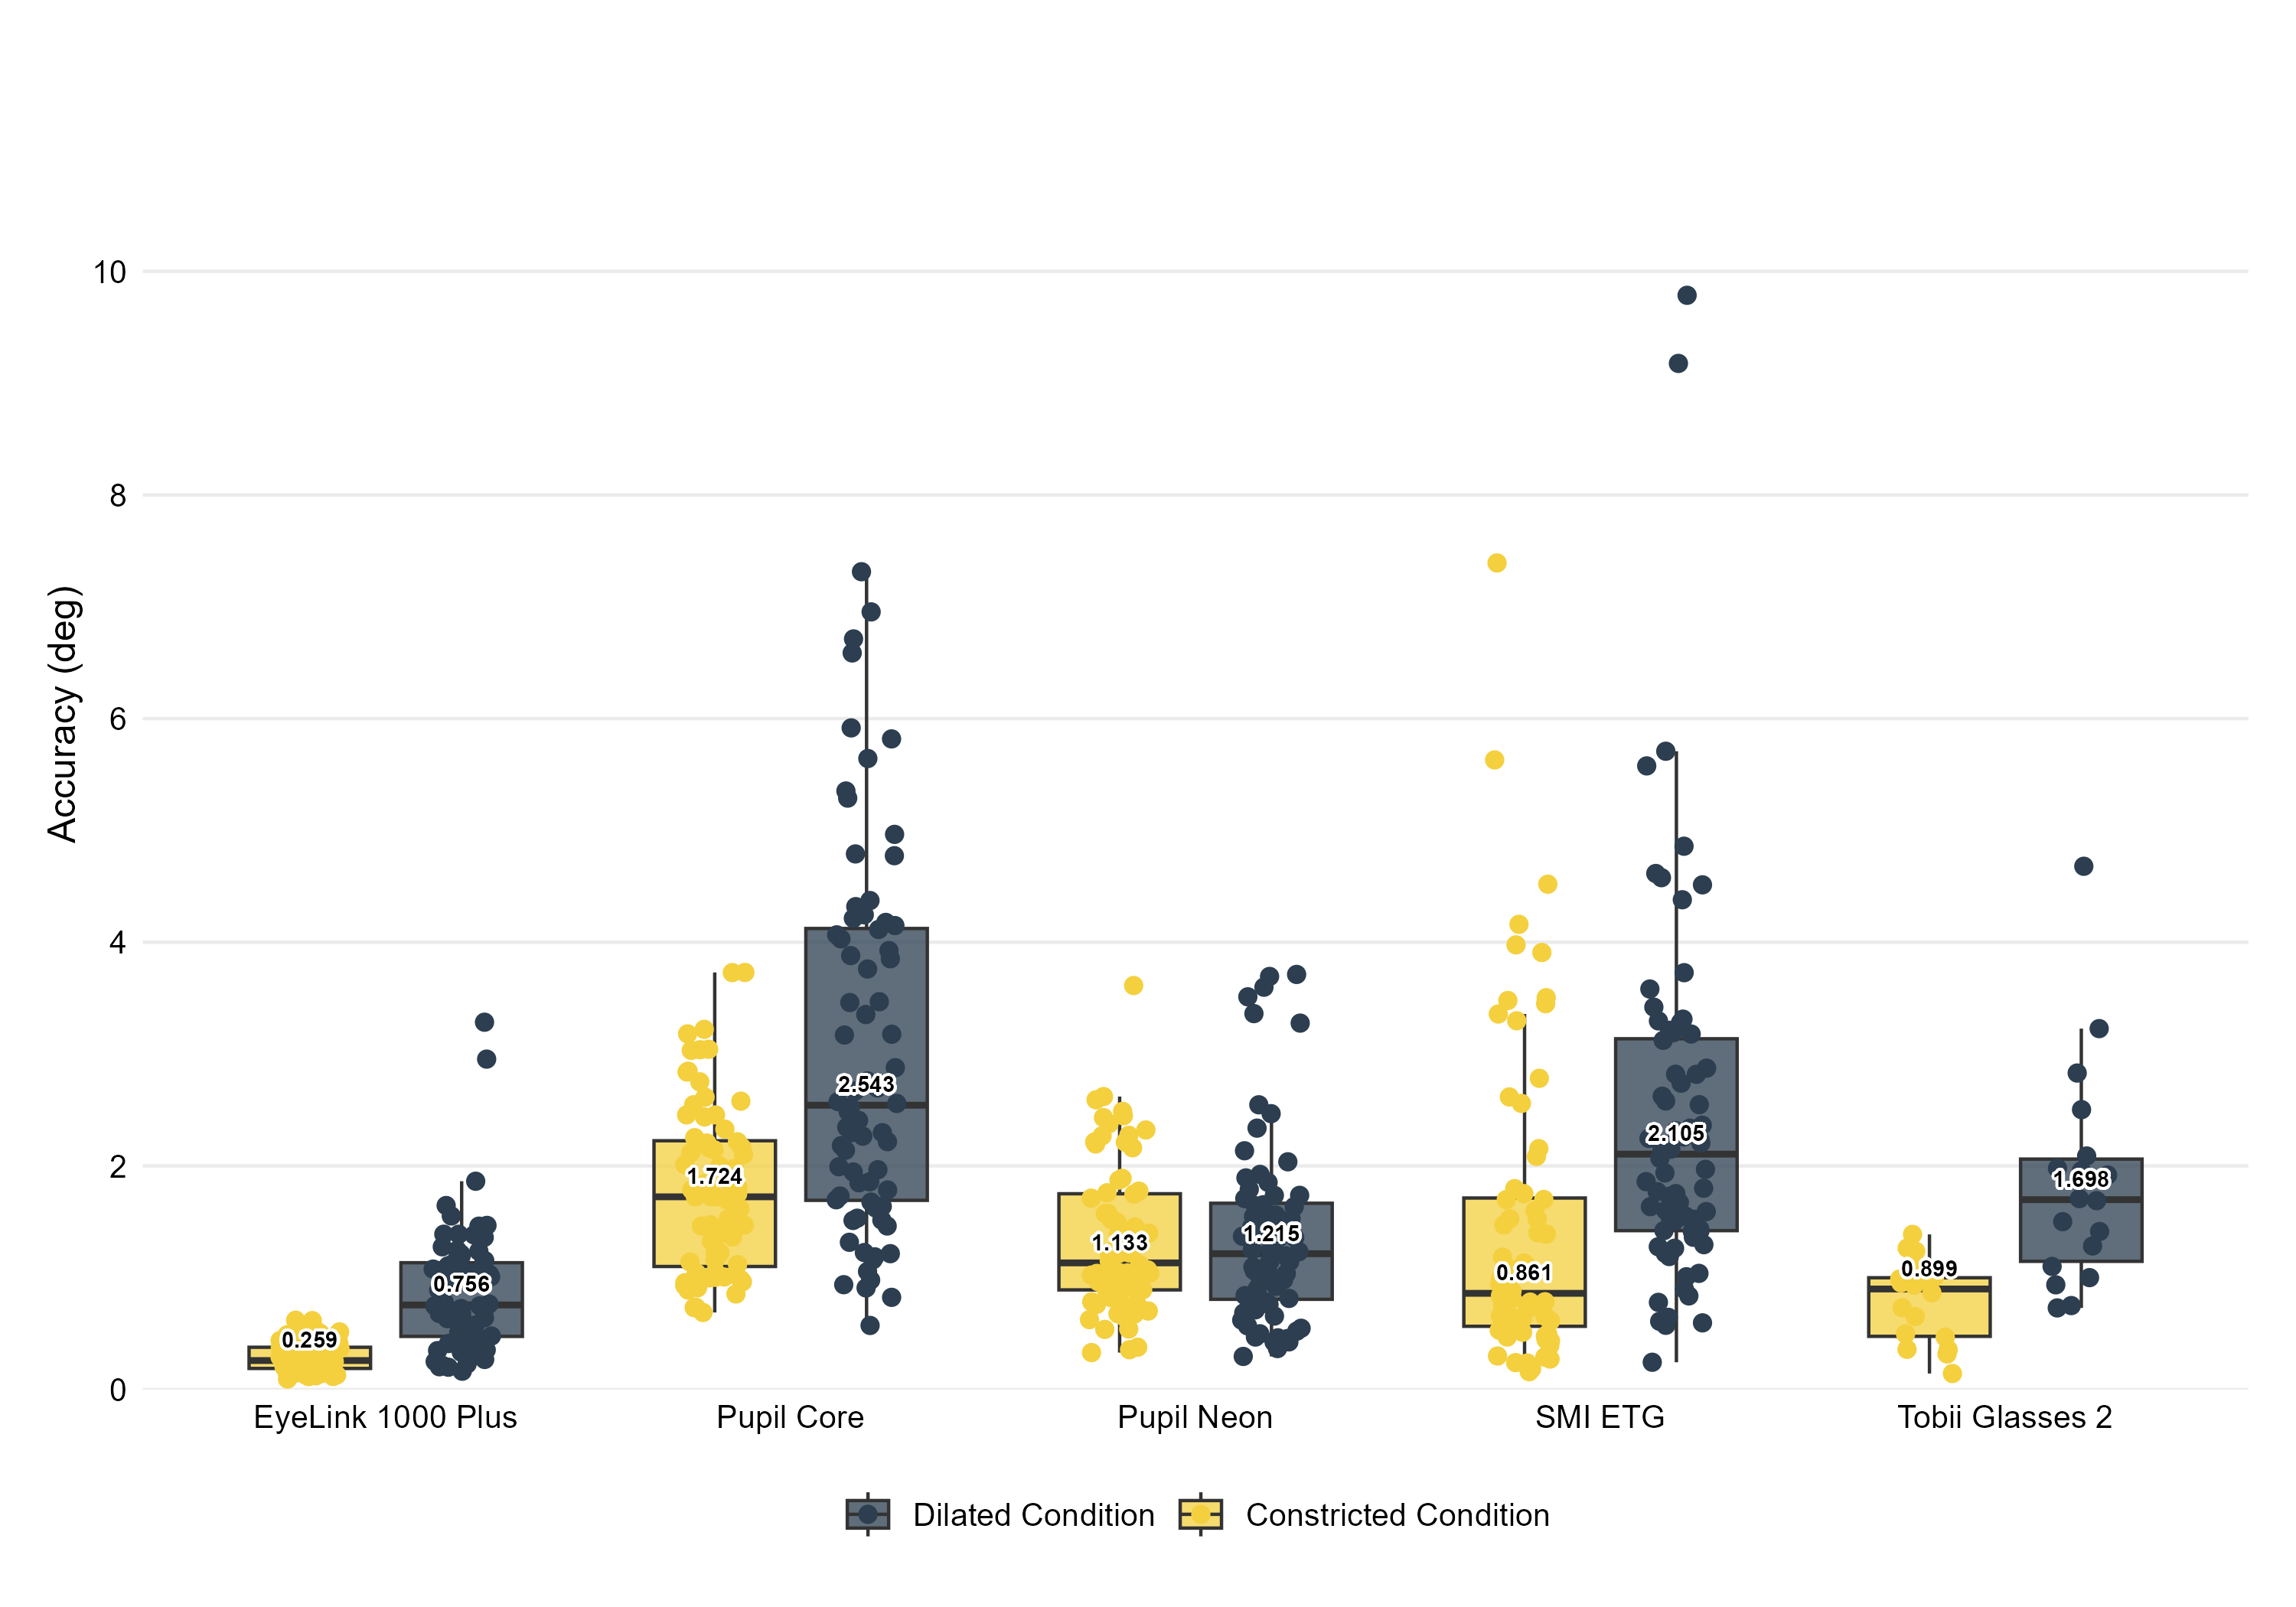 10
8
6
4
2
0
Accuracy (deg)
0.259
0.756
1.724
2.543
1.133
1.215
0.861
2.105
0.899
1.698
EyeLink 1000 Plus
Pupil Core
Pupil Neon
SMI ETG
Tobii Glasses 2
Dilated Condition
Constricted Condition